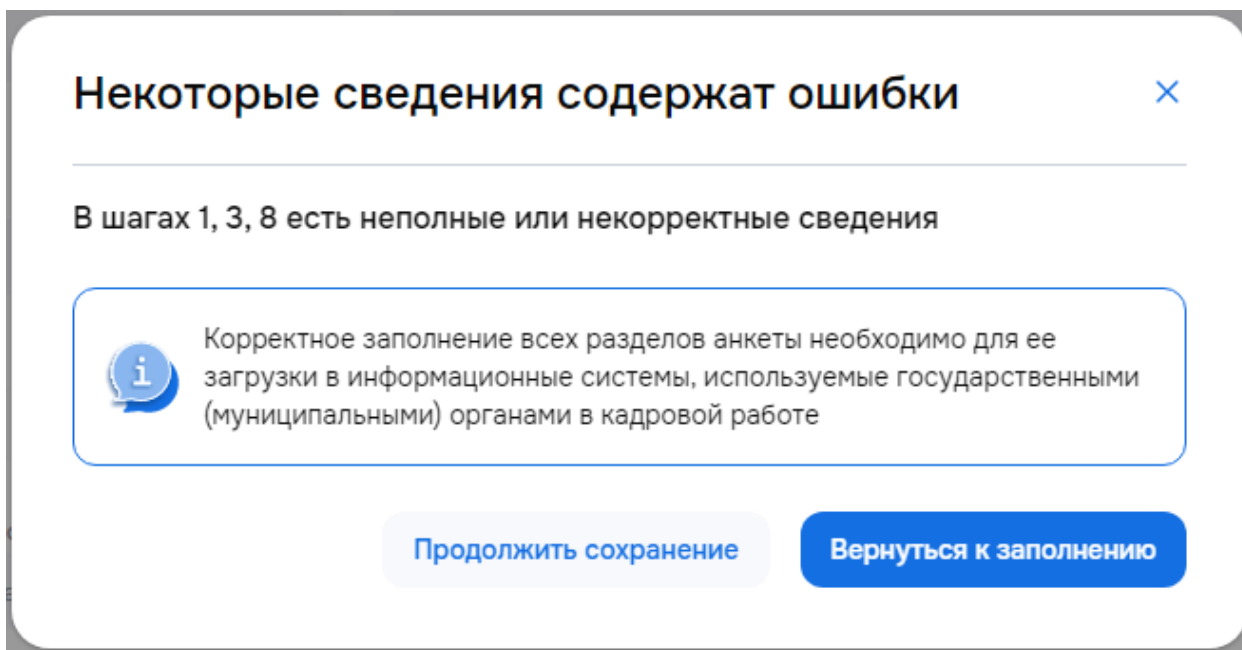 Некоторые сведения содержат ошибки
В шагах 1, 3, 8 есть неполные или некорректные сведения
Корректное заполнение всех разделов анкеты необходимо для ее
загрузки в информационные системы, используемые государственными
(муниципальными) органами в кадровой работе
Продолжить сохранение
Вернуться к заполнению